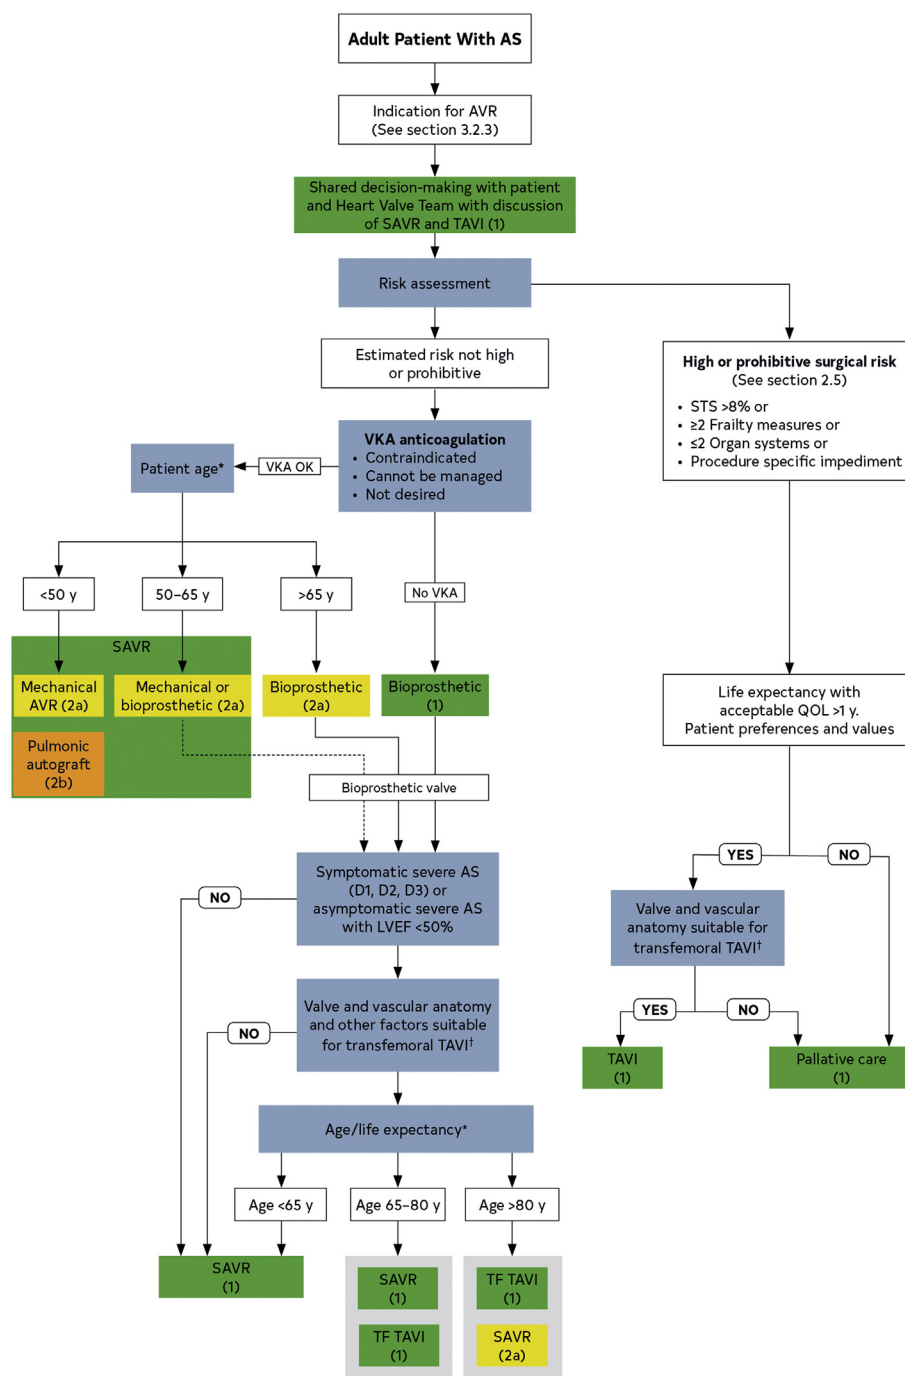 Adult Patient With AS
Indication for AVR
(See section 3.2.3)
Shared decision-making with patient
and Heart Valve Team with discussion
of SAVR and TAVI (1)
Risk assessment
Estimated risk not high
or prohibitive
High or prohibitive surgical risk
(See section 2.5)
• STS >8% or
• ≥2 Frailty measures or
• ≤2 Organ systems or
• Procedure specific impediment
VKA anticoagulation
• Contraindicated
• Cannot be managed
• Not desired
VKA OK
Patient age*
<50 y
50–65 y
>65 y
No VKA
SAVR
Mechanical
AVR (2a)
Mechanical or
bioprosthetic (2a)
Bioprosthetic
(2a)
Bioprosthetic
(1)
Pulmonic
autograft
(2b)
Life expectancy with
acceptable QOL >1 y.
Patient preferences and values
Bioprosthetic valve
YES
NO
Symptomatic severe AS
(D1, D2, D3) or
asymptomatic severe AS
with LVEF <50%
NO
Valve and vascular
anatomy suitable for
transfemoral TAVI†
Valve and vascular anatomy
and other factors suitable
for transfemoral TAVI†
NO
YES
NO
TAVI
(1)
Pallative care
(1)
Age/life expectancy*
Age <65 y
Age 65–80 y
Age >80 y
SAVR
(1)
SAVR
(1)
TF TAVI
(1)
TF TAVI
(1)
SAVR
(2a)